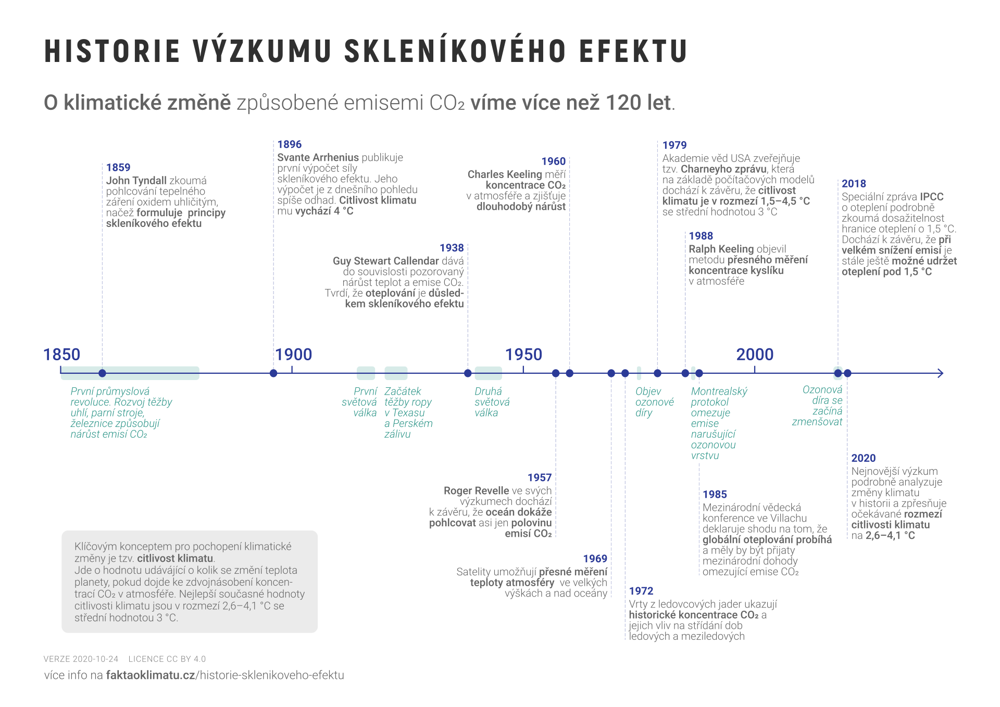 HISTORIE VÝZKUMU SKLENÍKOVÉHO EFEKTU
O klimatické změně způsobené emisemi CO₂ víme více než 120 let.
1859
John Tyndall zkoumá
pohlcování tepelného
záření oxidem uhličitým,
načež formuluje principy
skleníkového efektu
1896
Svante Arrhenius publikuje
první výpočet síly
skleníkového efektu. Jeho
výpočet je z dnešního pohledu
spíše odhad. Citlivost klimatu
mu vychází 4 °C
1938
Guy Stewart Callendar dává
do souvislosti pozorovaný
nárůst teplot a emise CO₂.
Tvrdí, že oteplování je důsled-
kem skleníkového efektu
1960
Charles Keeling měří
koncentrace CO₂
v atmosféře a zjišťuje
dlouhodobý nárůst
1979
Akademie věd USA zveřejňuje
tzv. Charneyho zprávu, která
na základě počítačových modelů
dochází k závěru, že citlivost
klimatu je v rozmezí 1,5–4,5 °C
se střední hodnotou 3 °C
1988
Ralph Keeling objevil
metodu přesného měření
koncentrace kyslíku
v atmosféře
2018
Speciální zpráva IPCC
o oteplení podrobně
zkoumá dosažitelnost
hranice oteplení o 1,5 °C.
Dochází k závěru, že při
velkém snížení emisí je
stále ještě možné udržet
oteplení pod 1,5 °C
1850
1900
1950
2000
První průmyslová
revoluce. Rozvoj těžby
uhlí, parní stroje,
železnice způsobují
nárůst emisí CO₂
První
světová
válka
Začátek
těžby ropy
v Texasu
a Perském
zálivu
Druhá
světová
válka
Objev
ozonové
díry
Montrealský
protokol
omezuje
emise
narušující
ozonovou
vrstvu
Ozonová
díra se
začíná
zmenšovat
1957
Roger Revelle ve svých
výzkumech dochází
k závěru, že oceán dokáže
pohlcovat asi jen polovinu
emisí CO₂
1969
Satelity umožňují přesné měření
teploty atmosféry ve velkých
výškách a nad oceány
1972
Vrty z ledovcových jader ukazují
historické koncentrace CO₂ a
jejich vliv na střídání dob
ledových a meziledových
1985
Mezinárodní vědecká
konference ve Villachu
deklaruje shodu na tom, že
globální oteplování probíhá
a měly by být přijaty
mezinárodní dohody
omezující emise CO₂
2020
Nejnovější výzkum
podrobně analyzuje
změny klimatu
v historii a zpřesňuje
očekávané rozmezí
citlivosti klimatu
na 2,6–4,1 °C
Klíčovým konceptem pro pochopení klimatické
změny je tzv. citlivost klimatu.
Jde o hodnotu udávájící o kolik se změní teplota
planety, pokud dojde ke zdvojnásobení koncen-
trací CO₂ v atmosféře. Nejlepší současné hodnoty
citlivosti klimatu jsou v rozmezí 2,6–4,1 °C se
střední hodnotou 3 °C.
VERZE 2020-10-24 LICENCE CC BY 4.0
více info na faktaoklimatu.cz/historie-sklenikoveho-efektu